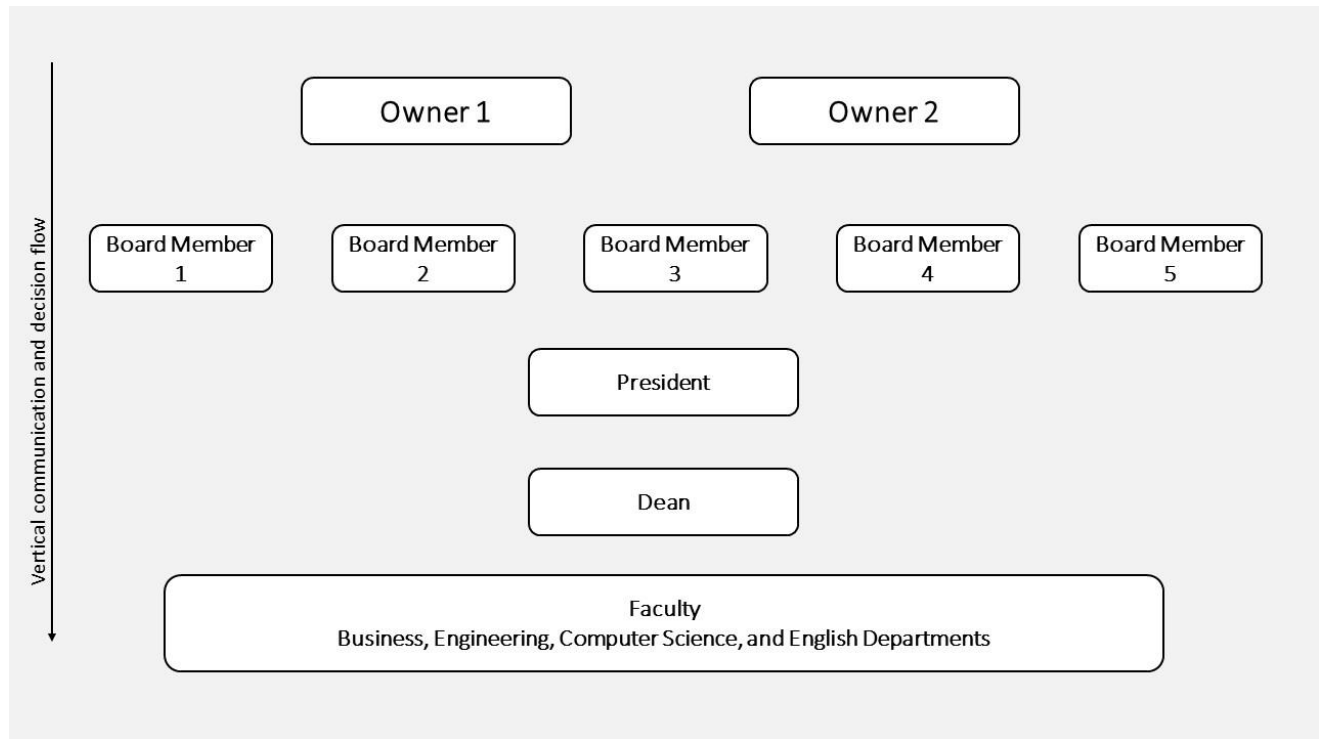 Owner 1
Owner 2
Board Member
1
Board Member
2
Board Member
3
Board Member
4
Board Member
5
President
Dean
Faculty
Business, Engineering, Computer Science, and English Departments
Vertical communication and decision flow